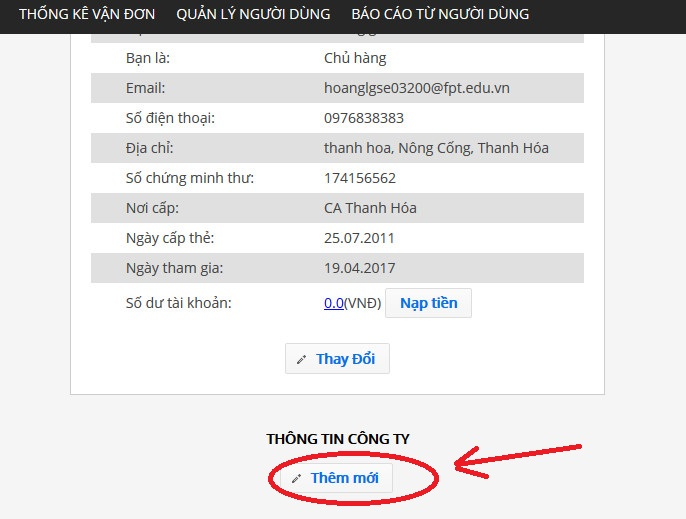 THỐNG KÊ VẬN ĐƠN QUẢN LÝ NGƯỜI DÙNG BÁO CÁO TỪ NGƯỜI DÙNG
Bạn là: Chủ hàng
Email: hoanglgse03200@fpt.edu.vn
Số điện thoại: 0976838383
Địa chỉ: thanh hoa, Nông Cống, Thanh Hóa
Số chứng minh thư: 174156562
Nơi cấp: CA Thanh Hóa
Ngày cấp thẻ: 25.07.2011
Ngày tham gia: 19.04.2017
Số dư tài khoản: 0.0(VNĐ) Nạp tiền
Thay Đổi
THÔNG TIN CÔNG TY
Thêm mới